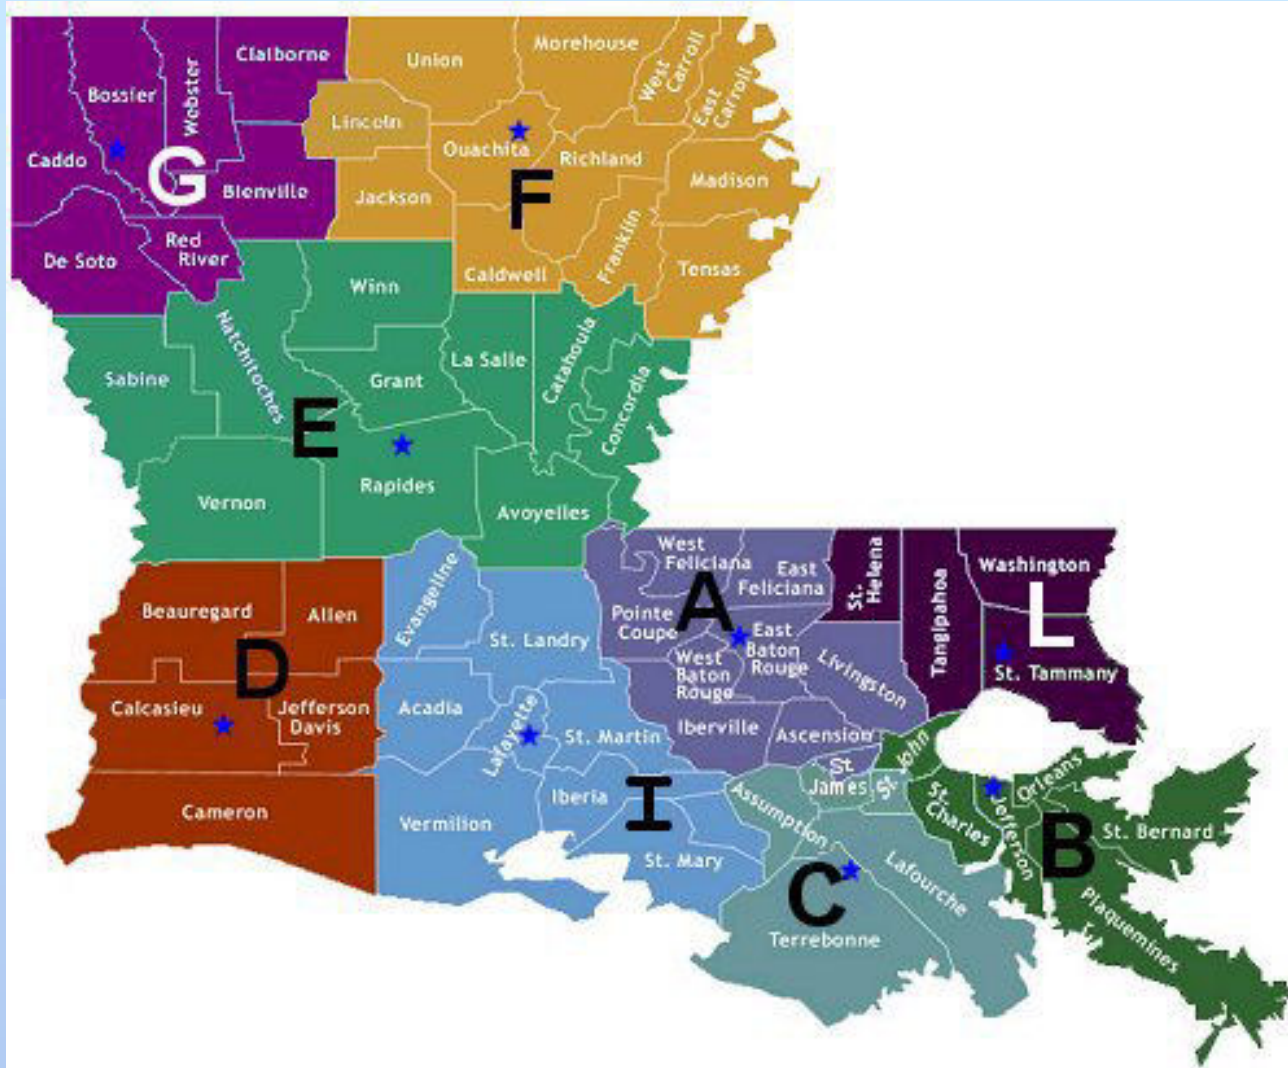 Claiborne
Union
Morehouse
West
Carroll
East
Carroll
Bossier
Webster
Lincoln
Ouachita
Richland
Madison
Caddo
G
Bienville
Jackson
F
Franklin
De Soto
Red
River
Caldwell
Tensas
Winn
Natchitoches
Sabine
Grant
La Salle
Catahoula
Concordia
E
Vernon
Rapides
Avoyelles
West
Feliciana
East
Feliciana
St.
Helena
Tangipahoa
Washington
Beauregard
Allen
Evangeline
St. Landry
Pointe
Coupe
A
East
Baton
Rouge
L
St. Tammany
D
West
Baton
Rouge
Livingston
Calcasieu
Jefferson
Davis
Acadia
Lafayette
St. Martin
Iberville
Ascension
St.
James
St. John
Cameron
Vermilion
Iberia
I
St. Mary
Assumption
St.
Charles
Jefferson
Orleans
St. Bernard
B
C
Lafourche
Terrebonne
Plaquemines